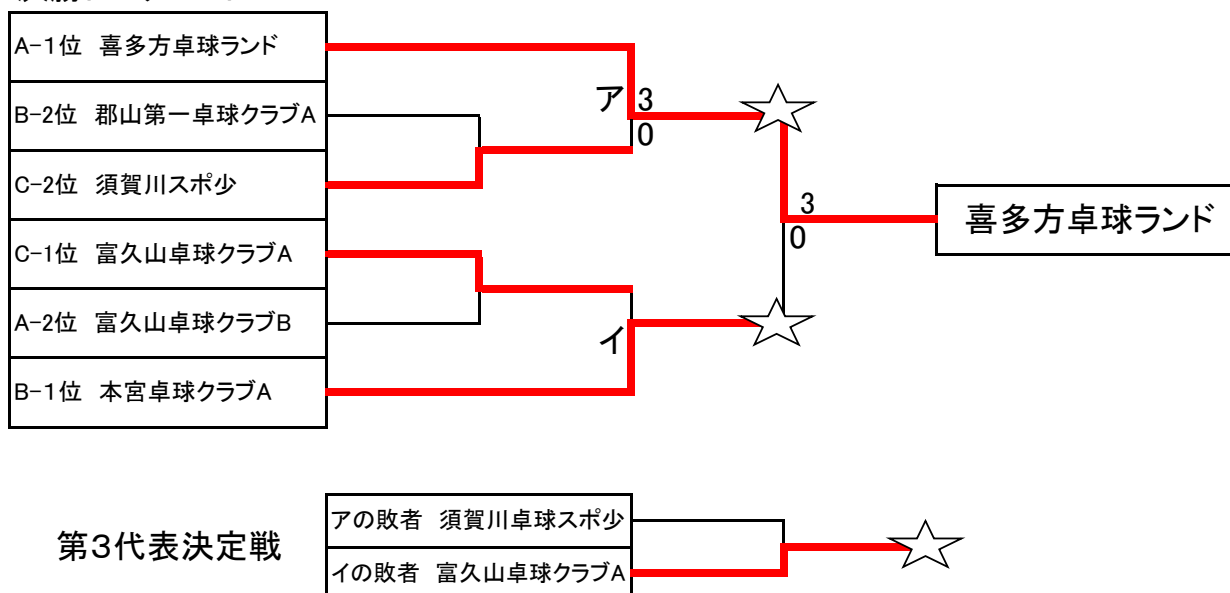 A-1位 喜多方卓球ランド
B-2位 郡山第一卓球クラブA
C-2位 須賀川スポ少
C-1位 富久山卓球クラブA
A-2位 富久山卓球クラブB
B-1位 本宮卓球クラブA
ア
3
0
イ
3
0
喜多方卓球ランド
第3代表決定戦
アの敗者 須賀川卓球スポ少
イの敗者 富久山卓球クラブA